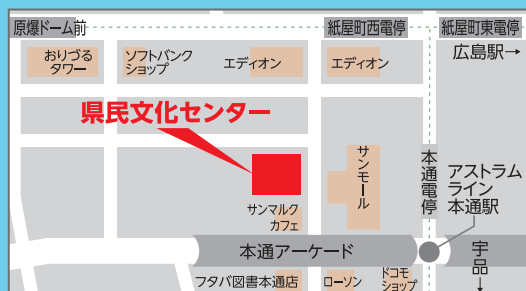 原爆ドーム前
紙屋町西電停
紙屋町東電停
広島駅→
おりづる
タワー
ソフトバンク
ショップ
エディオン
エディオン
県民文化センター
サンモール
本通電停
アストラム
ライン
本通駅
サンマルク
カフェ
本通アーケード
宇品↓
フタバ図書本通店
ローソン
ドコモ
ショップ